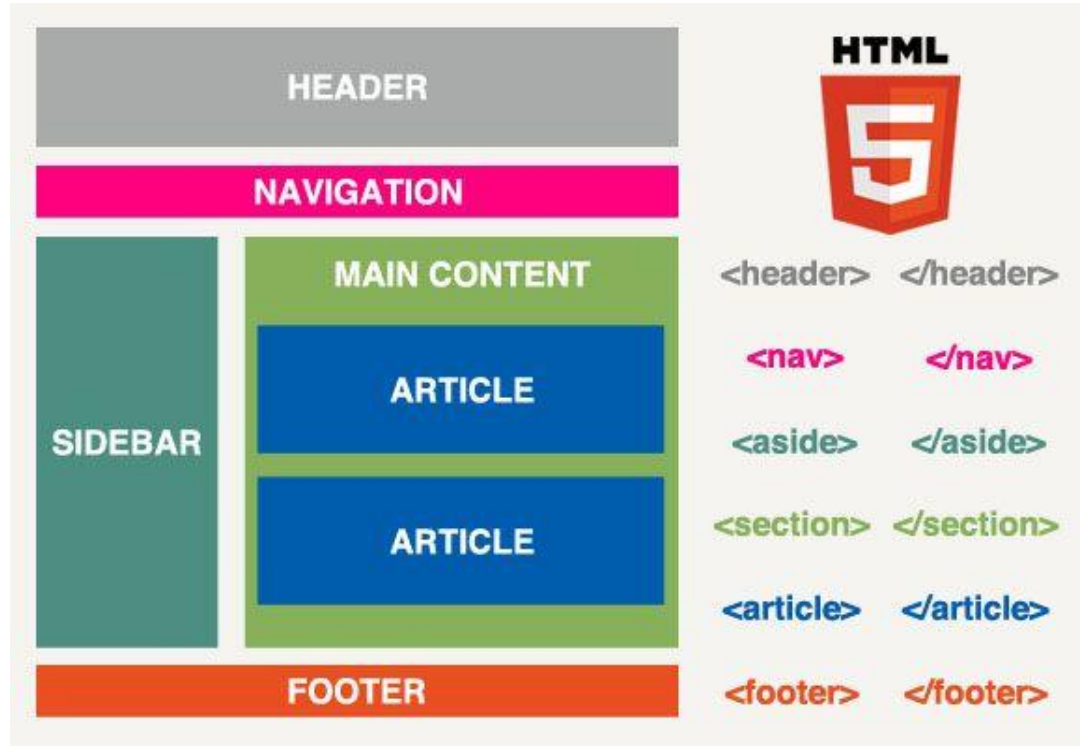 HEADER
NAVIGATION
SIDEBAR
MAIN CONTENT
ARTICLE
ARTICLE
FOOTER
HTML
5
<header> </header>
<nav> </nav>
<aside> </aside>
<section> </section>
<article> </article>
<footer> </footer>